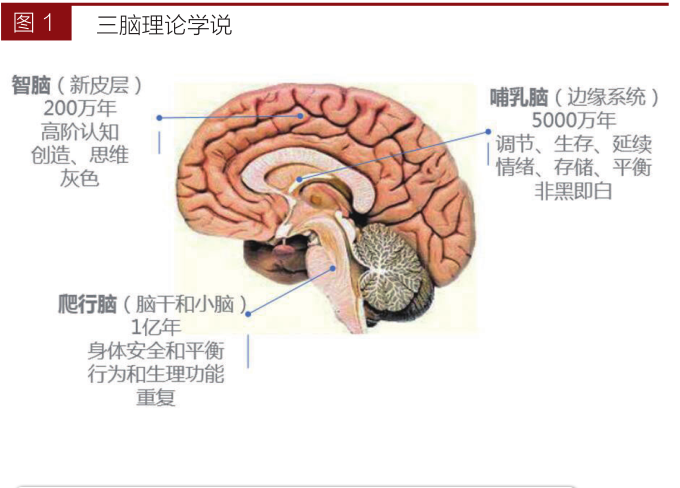 图 1 三脑理论学说
智脑（新皮层）
200万年
高阶认知
创造、思维
灰色
哺乳脑（边缘系统）
5000万年
调节、生存、延续
情绪、存储、平衡
非黑即白
爬行脑（脑干和小脑）
1亿年
身体安全和平衡
行为和生理功能
重复